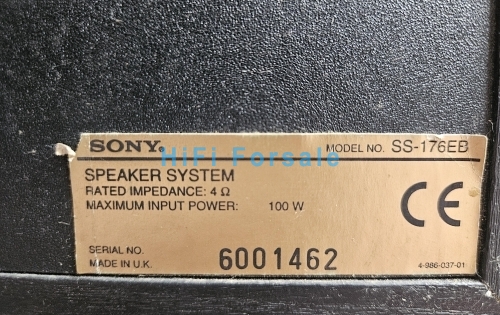 SONY. MODEL NO. SS-176EB
HiFi Forsale
SPEAKER SYSTEM
RATED IMPEDANCE: 4 Ω
MAXIMUM INPUT POWER: 100 W
CE
SERIAL NO. 6001462
MADE IN U.K. 4-986-037-01